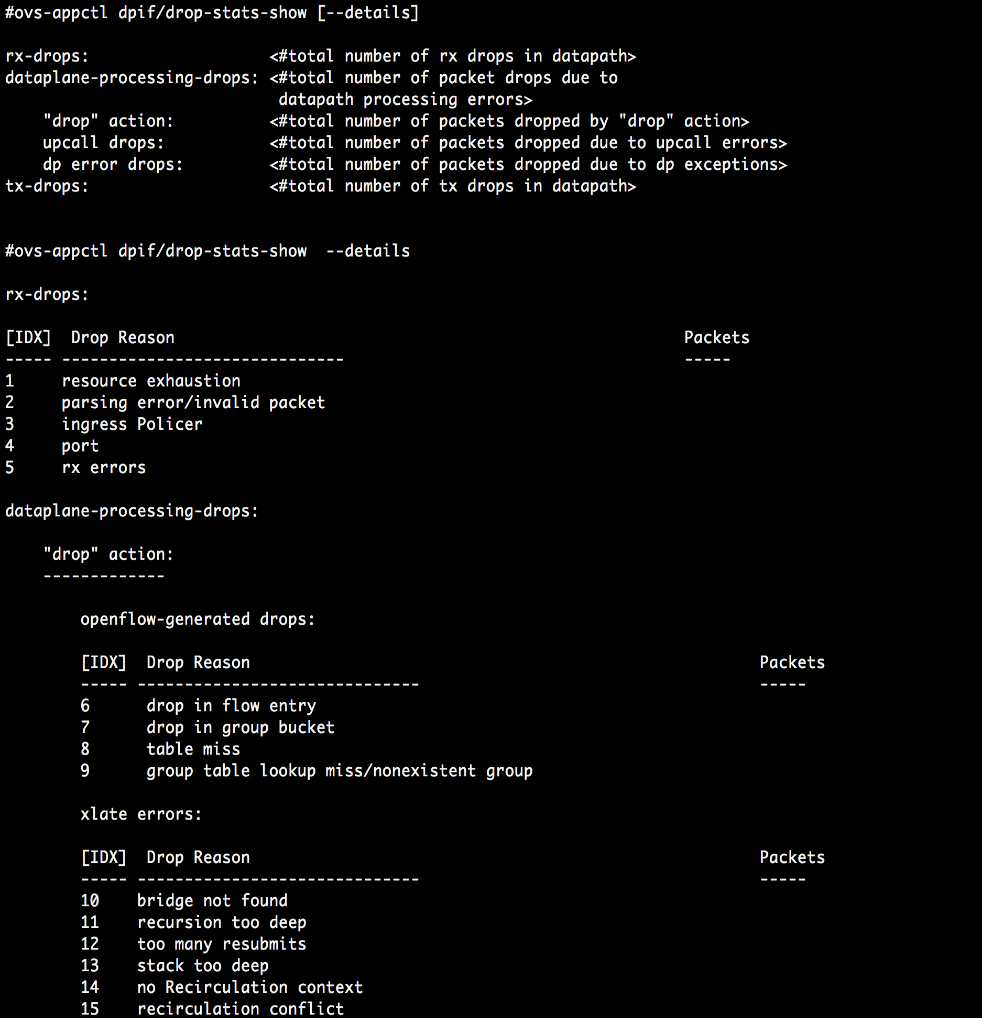 #ovs-appctl dpif/drop-stats-show [--details]
rx-drops: <#total number of rx drops in datapath>
dataplane-processing-drops: <#total number of packet drops due to
datapath processing errors>
"drop" action: <#total number of packets dropped by "drop" action>
upcall drops: <#total number of packets dropped due to upcall errors>
dp error drops: <#total number of packets dropped due to dp exceptions>
tx-drops: <#total number of tx drops in datapath>
#ovs-appctl dpif/drop-stats-show --details
rx-drops:
[IDX] Drop Reason Packets
----- ------------------------------ -----
1 resource exhaustion
2 parsing error/invalid packet
3 ingress Policer
4 port
5 rx errors
dataplane-processing-drops:
"drop" action:
-------------
openflow-generated drops:
[IDX] Drop Reason Packets
----- ------------------------------ -----
6 drop in flow entry
7 drop in group bucket
8 table miss
9 group table lookup miss/nonexistent group
xlate errors:
[IDX] Drop Reason Packets
----- ------------------------------ -----
10 bridge not found
11 recursion too deep
12 too many resubmits
13 stack too deep
14 no Recirculation context
15 recirculation conflict